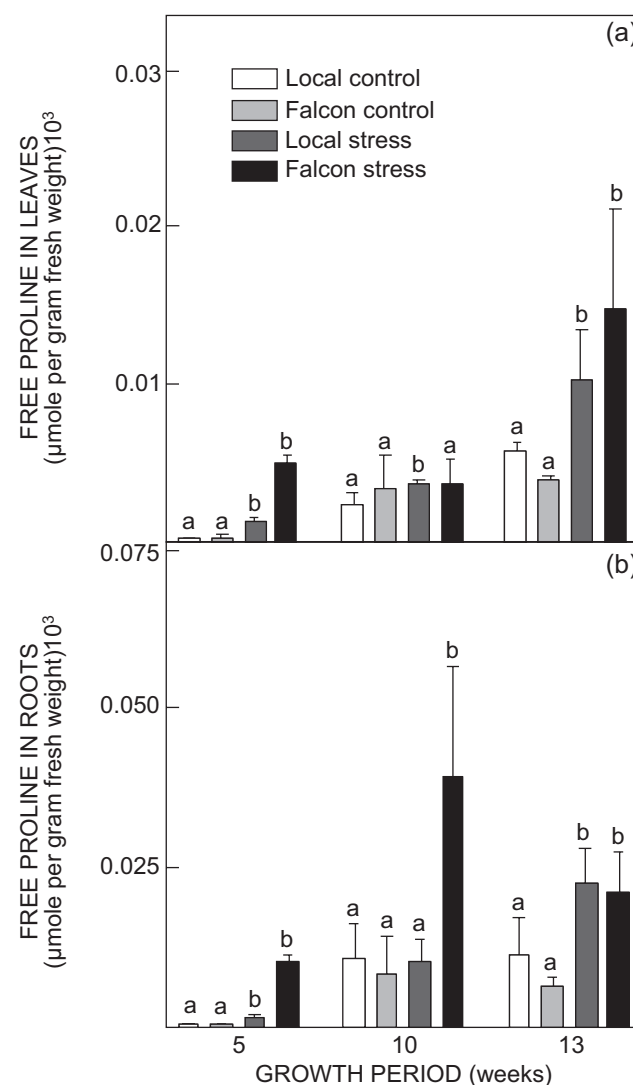 (a)
0.03
Local control
Falcon control
Local stress
Falcon stress
FREE PROLINE IN LEAVES
(µmole per gram fresh weight)10³
0.02
0.01
b
b
b
b
a
a
a
a
b
a
a
a
0.075
(b)
FREE PROLINE IN ROOTS
(µmole per gram fresh weight)10³
0.050
0.025
b
a
a
b
b
a
a
a
a
a
b
b
5
10
13
GROWTH PERIOD (weeks)